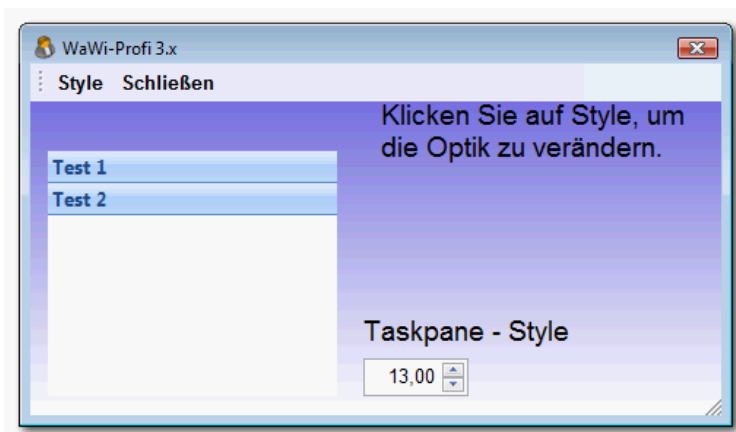 WaWi-Profi 3.x
Style Schließen
Klicken Sie auf Style, um
die Optik zu verändern.
Test 1
Test 2
Taskpane - Style
13,00